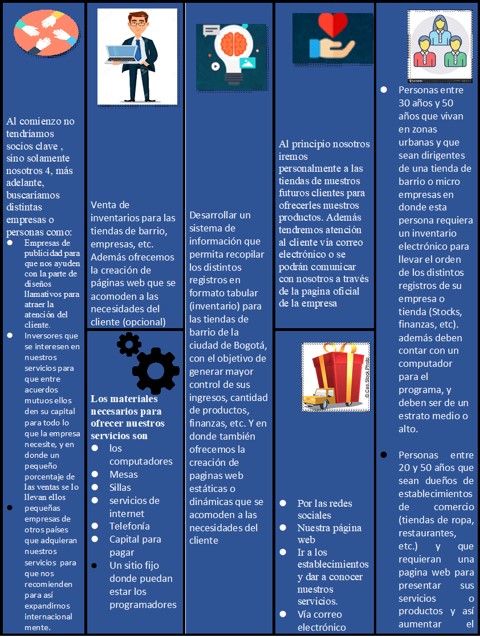 Al comienzo no
tendríamos
socios clave ,
sino solamente
nosotros 4, más
adelante,
buscaríamos
distintas
empresas o
personas como:
Empresas de
publicidad para
que nos ayuden
con la parte de
diseños
llamativos para
atraer la
atención del
cliente.
Inversores que
se interesen en
nuestros
servicios para
que entre
acuerdos
mutuos ellos
den su capital
para todo lo
que la empresa
necesite, y en
donde un
pequeño
porcentaje de
las ventas se lo
llevan ellos
pequeñas
empresas de
otros países
que adquieran
nuestros
servicios para
que nos
recomienden
para así
expandirnos
internacional
mente.
Venta de
inventarios para las
tiendas de barrio,
empresas, etc.
Además ofrecemos
la creación de
páginas web que se
acomoden a las
necesidades del
cliente (opcional)
Los materiales
necesarios para
ofrecer nuestros
servicios son
los
computadores
Mesas
Sillas
servicios de
internet
Telefonía
Capital para
pagar
Un sitio fijo
donde puedan
estar los
programadores
Desarrollar un
sistema de
información que
permita recopilar
los distintos
registros en
formato tabular
(inventario) para
las tiendas de
barrio de la
ciudad de Bogotá,
con el objetivo de
generar mayor
control de sus
ingresos, cantidad
de productos,
finanzas, etc. Y en
donde también
ofrecemos la
creación de
paginas web
estáticas o
dinámicas que se
acomoden a las
necesidades del
cliente
Al principio nosotros
iremos
personalmente a las
tiendas de nuestros
futuros clientes para
ofrecerles nuestros
productos. Además
tendremos atención
al cliente vía correo
electrónico o se
podrán comunicar
con nosotros a través
de la pagina oficial
de la empresa
© Can Stock Photo
Por las redes
sociales
Nuestra página
web
Ir a los
establecimientos
y dar a conocer
nuestros
servicios.
Vía correo
electrónico
Personas entre
30 años y 50
años que vivan
en zonas
urbanas y que
sean dirigentes
de una tienda de
barrio o micro
empresas en
donde esta
persona requiera
un inventario
electrónico para
llevar el orden
de los distintos
registros de su
empresa o
tienda (Stocks,
finanzas, etc).
además deben
contar con un
computador
para el
programa, y
deben ser de un
estrato medio o
alto.
Personas entre
20 y 50 años que
sean dueños de
establecimientos
de comercio
(tiendas de ropa,
restaurantes,
etc.) y que
requieran una
pagina web para
presentar sus
servicios o
productos y así
aumentar el